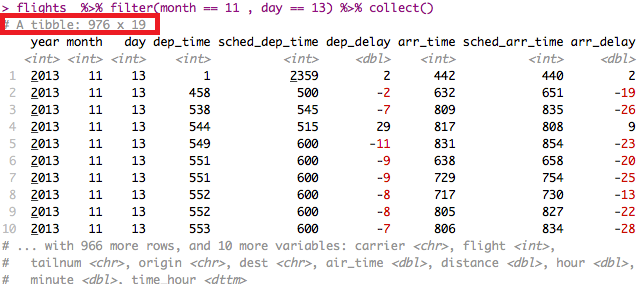 > flights  %>% filter(month == 11 , day == 13) %>% collect()
# A tibble: 976 x 19
    year month   day dep_time sched_dep_time dep_delay arr_time sched_arr_time arr_delay
   <int> <int> <int>    <int>          <int>     <dbl>    <int>          <int>     <dbl>
 1  2013    11    13        1           2359         2      442            440         2
 2  2013    11    13      458            500        -2      632            651       -19
 3  2013    11    13      538            545        -7      809            835       -26
 4  2013    11    13      544            515        29      817            808         9
 5  2013    11    13      549            600       -11      831            854       -23
 6  2013    11    13      551            600        -9      638            658       -20
 7  2013    11    13      551            600        -9      729            754       -25
 8  2013    11    13      552            600        -8      717            730       -13
 9  2013    11    13      552            600        -8      805            827       -22
10  2013    11    13      553            600        -7      806            834       -28
# ... with 966 more rows, and 10 more variables: carrier <chr>, flight <int>,
#   tailnum <chr>, origin <chr>, dest <chr>, air_time <dbl>, distance <dbl>, hour <dbl>,
#   minute <dbl>, time_hour <dttm>